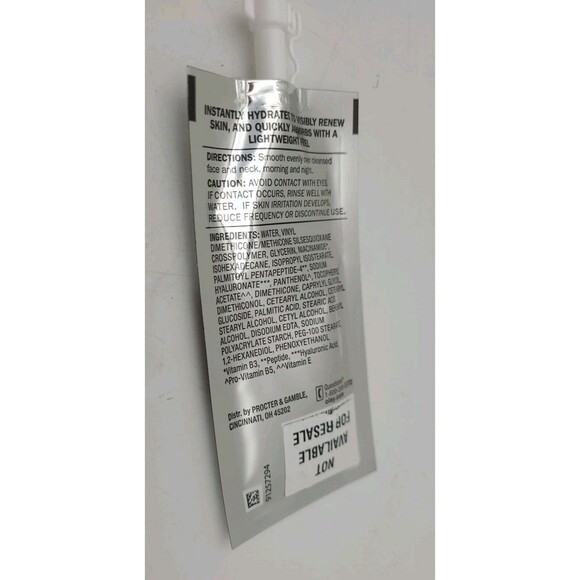 INSTANTLY HYDRATES TO VISIBLY RENEW
SKIN, AND QUICKLY ABSORBS WITH A
LIGHTWEIGHT FEEL
DIRECTIONS: Smooth evenly on cleansed
face and neck, morning and night.
CAUTION: AVOID CONTACT WITH EYES.
IF CONTACT OCCURS, RINSE WELL WITH
WATER. IF SKIN IRRITATION DEVELOPS,
REDUCE FREQUENCY OR DISCONTINUE USE.
INGREDIENTS: WATER, VINYL
DIMETHICONE/METHICONE SILSESQUIOXANE
CROSSPOLYMER, GLYCERIN, NIACINAMIDE*,
ISOHEXADECANE, ISOPROPYL ISOSTEARATE,
PALMITOYL PENTAPEPTIDE-4**, SODIUM
HYALURONATE***, PANTHENOL^, TOCOPHERYL
ACETATE^^, DIMETHICONE, CAPRYLYL GLYCOL,
DIMETHICONOL, CETEARYL ALCOHOL, CETEARYL
GLUCOSIDE, PALMITIC ACID, STEARIC ACID,
STEARYL ALCOHOL, CETYL ALCOHOL, BEHENYL
ALCOHOL, DISODIUM EDTA, SODIUM
POLYACRYLATE STARCH, PEG-100 STEARATE,
1,2-HEXANEDIOL, PHENOXYETHANOL
*Vitamin B3, **Peptide, ***Hyaluronic Acid,
^Pro-Vitamin B5, ^^Vitamin E
Questions?
olay.com
Distr. by PROCTER & GAMBLE,
CINCINNATI, OH 45202
NOT
AVAILABLE
FOR RESALE
91257294